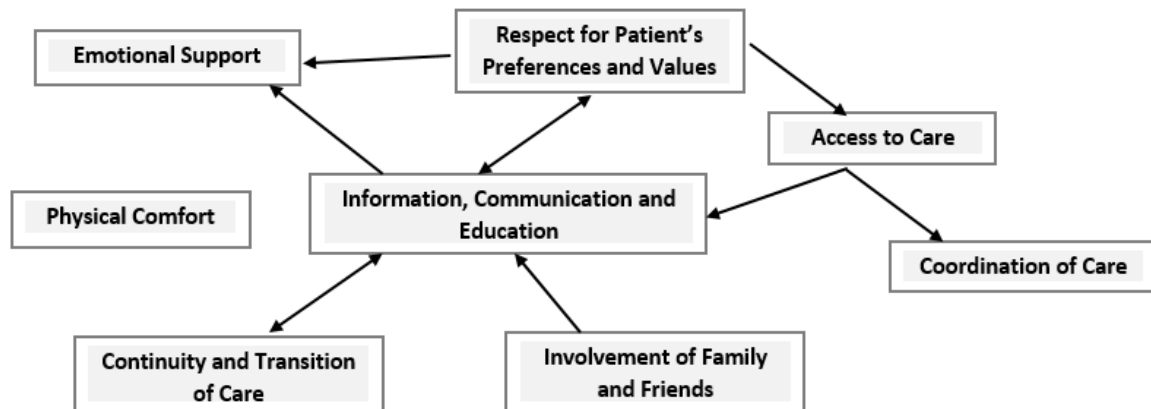 Emotional Support
Respect for Patient’s
Preferences and Values
Access to Care
Information, Communication and
Education
Physical Comfort
Coordination of Care
Continuity and Transition
of Care
Involvement of Family
and Friends